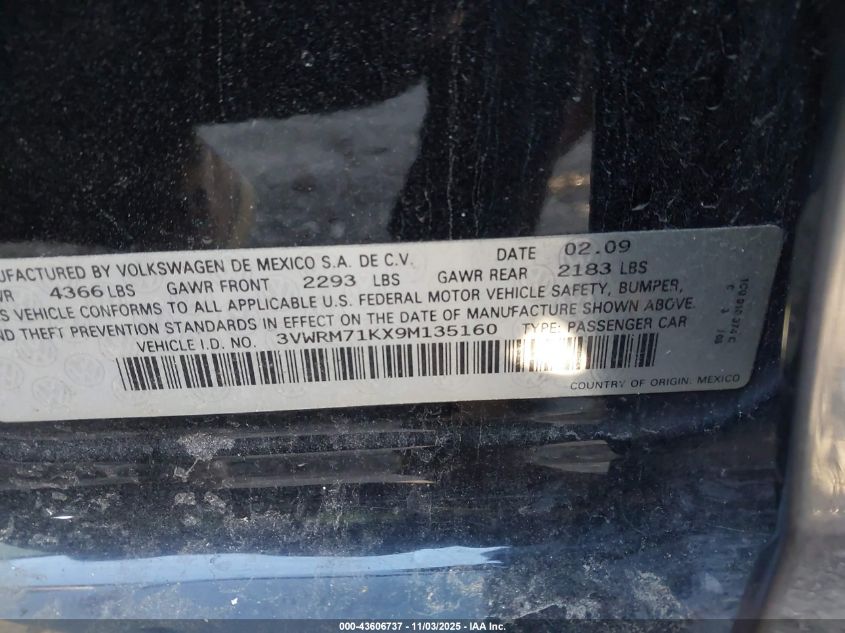 UFACTURED BY VOLKSWAGEN DE MEXICO S.A. DE C.V. DATE 02.09
WR 4366 LBS GAWR FRONT 2293 LBS GAWR REAR 2183 LBS
S VEHICLE CONFORMS TO ALL APPLICABLE U.S. FEDERAL MOTOR VEHICLE SAFETY, BUMPER,
AND THEFT PREVENTION STANDARDS IN EFFECT ON THE DATE OF MANUFACTURE SHOWN ABOVE.
VEHICLE I.D. NO. 3VWRM71KX9M135160 TYPE: PASSENGER CAR
COUNTRY OF ORIGIN: MEXICO
000-43606737 - 11/03/2025 - IAA Inc.